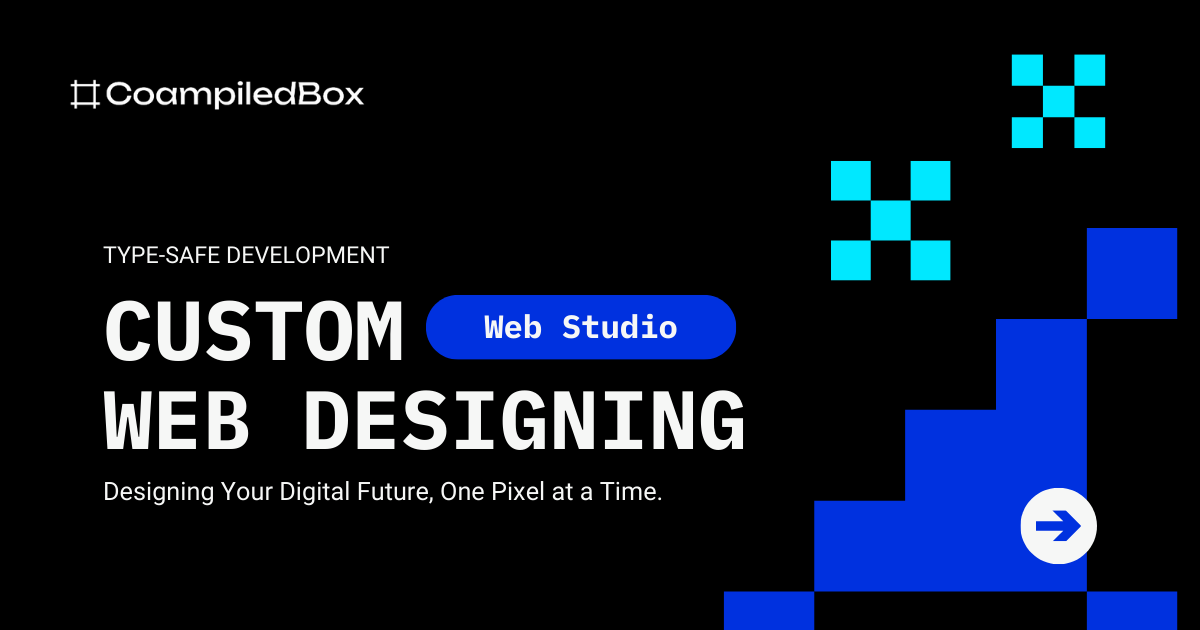 CoampiledBox
TYPE-SAFE DEVELOPMENT
CUSTOM Web Studio
WEB DESIGNING
Designing Your Digital Future, One Pixel at a Time.